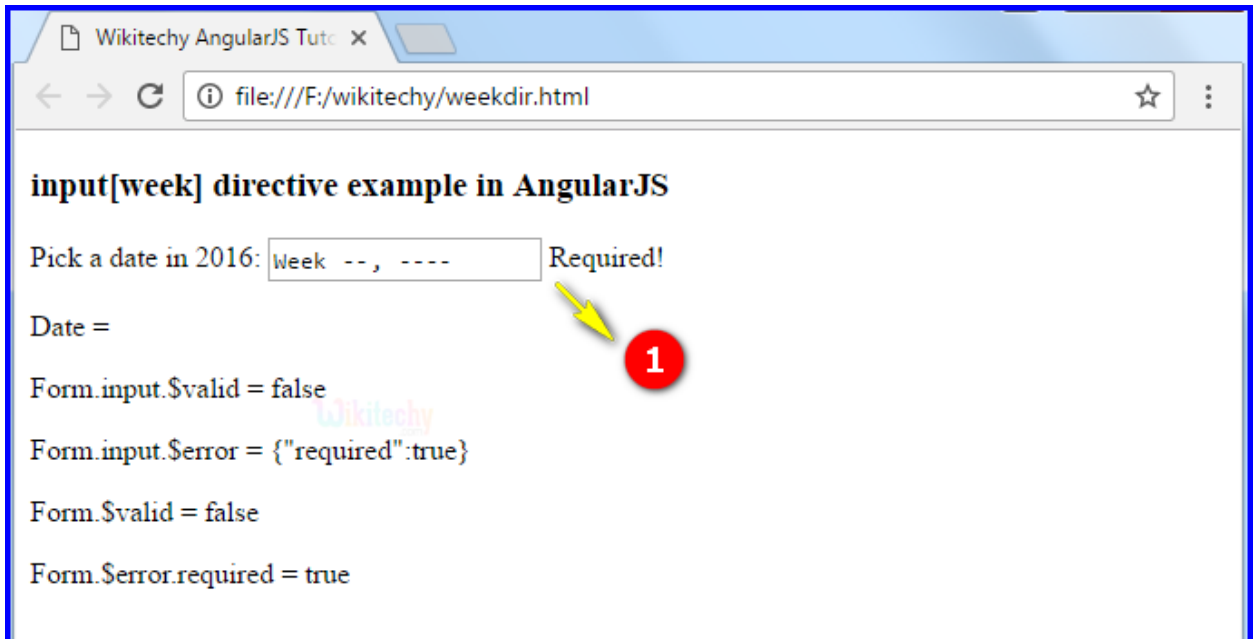 Wikitechy AngularJS Tuto
file:///F:/wikitechy/weekdir.html
input[week] directive example in AngularJS
Pick a date in 2016: Week --, ---- Required!
1
Date =
Form.input.$valid = false
Wikitechy
Form.input.$error = {"required":true}
Form.$valid = false
Form.$error.required = true